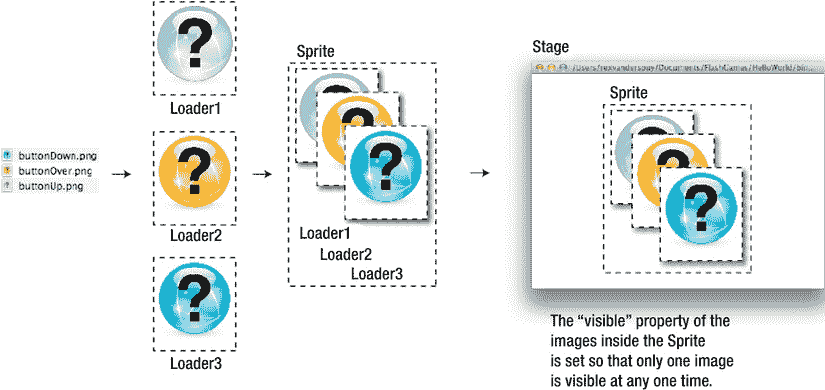 buttonDown.png
buttonOver.png
buttonUp.png
?
Loader1
?
Loader2
?
Loader3
Sprite
?
?
?
Loader1
Loader2
Loader3
Stage
Sprite
?
?
?
The “visible” property of the
images inside the Sprite
is set so that only one image
is visible at any one time.